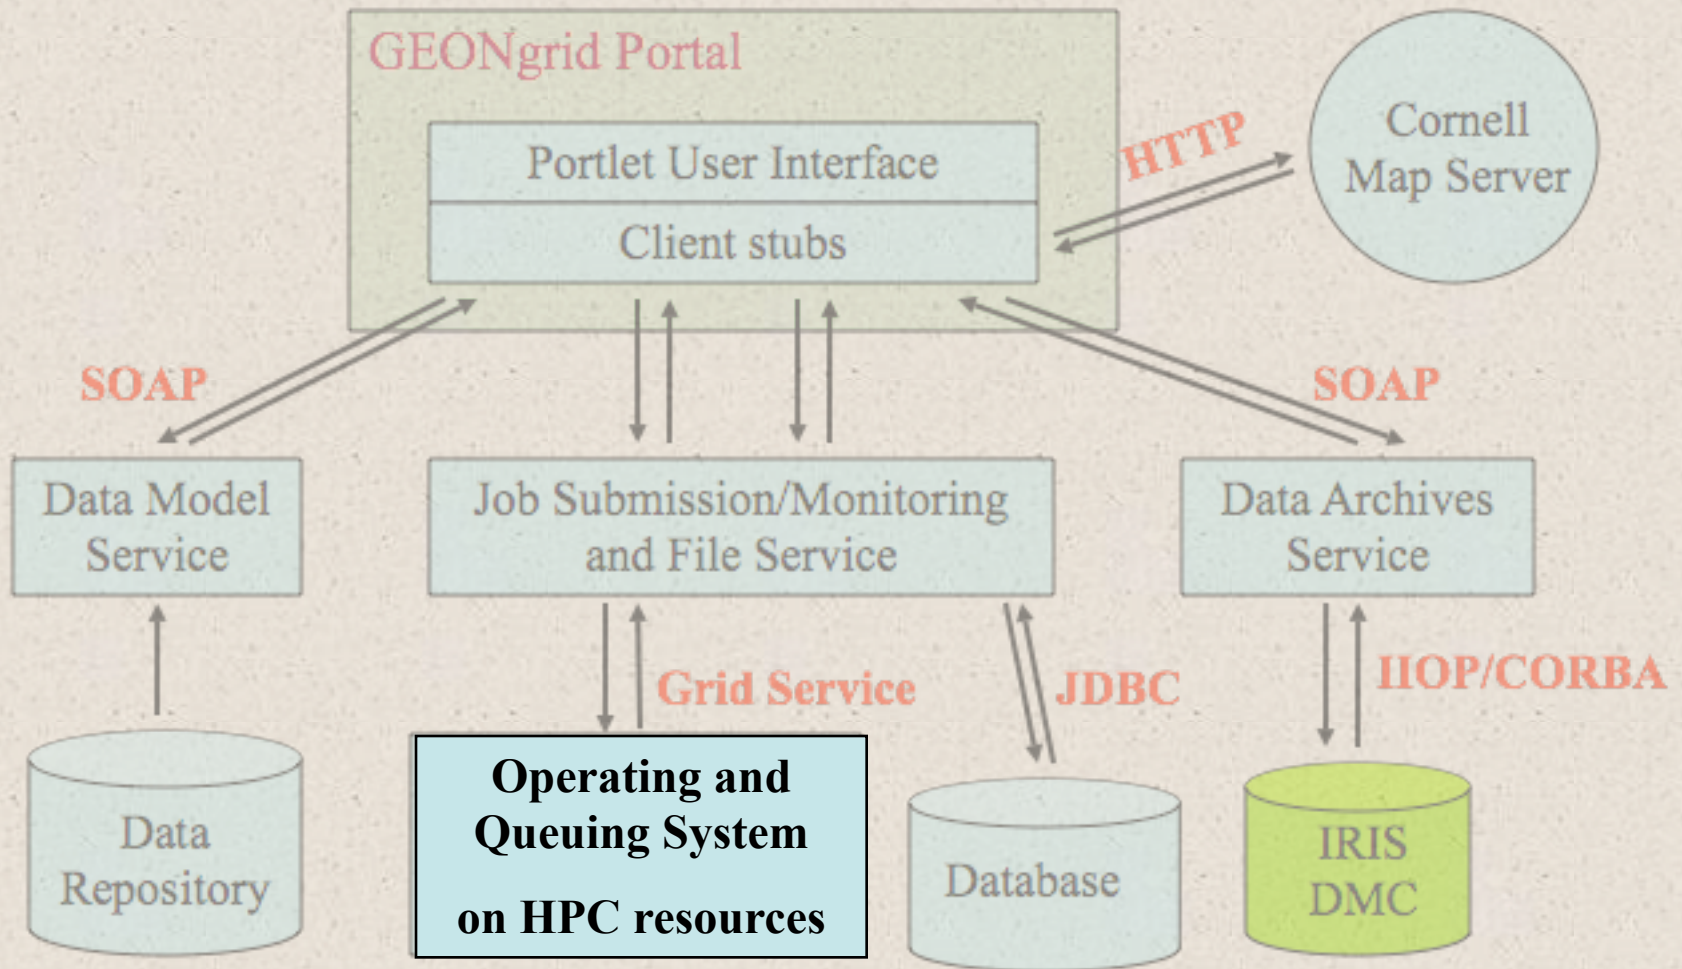 GEONgrid Portal
Portlet User Interface
Client stubs
HTTP
Cornell
Map Server
SOAP
SOAP
Data Model
Service
Job Submission/Monitoring
and File Service
Data Archives
Service
Grid Service
JDBC
IIOP/CORBA
Data
Repository
Operating and
Queuing System
on HPC resources
Database
IRIS
DMC